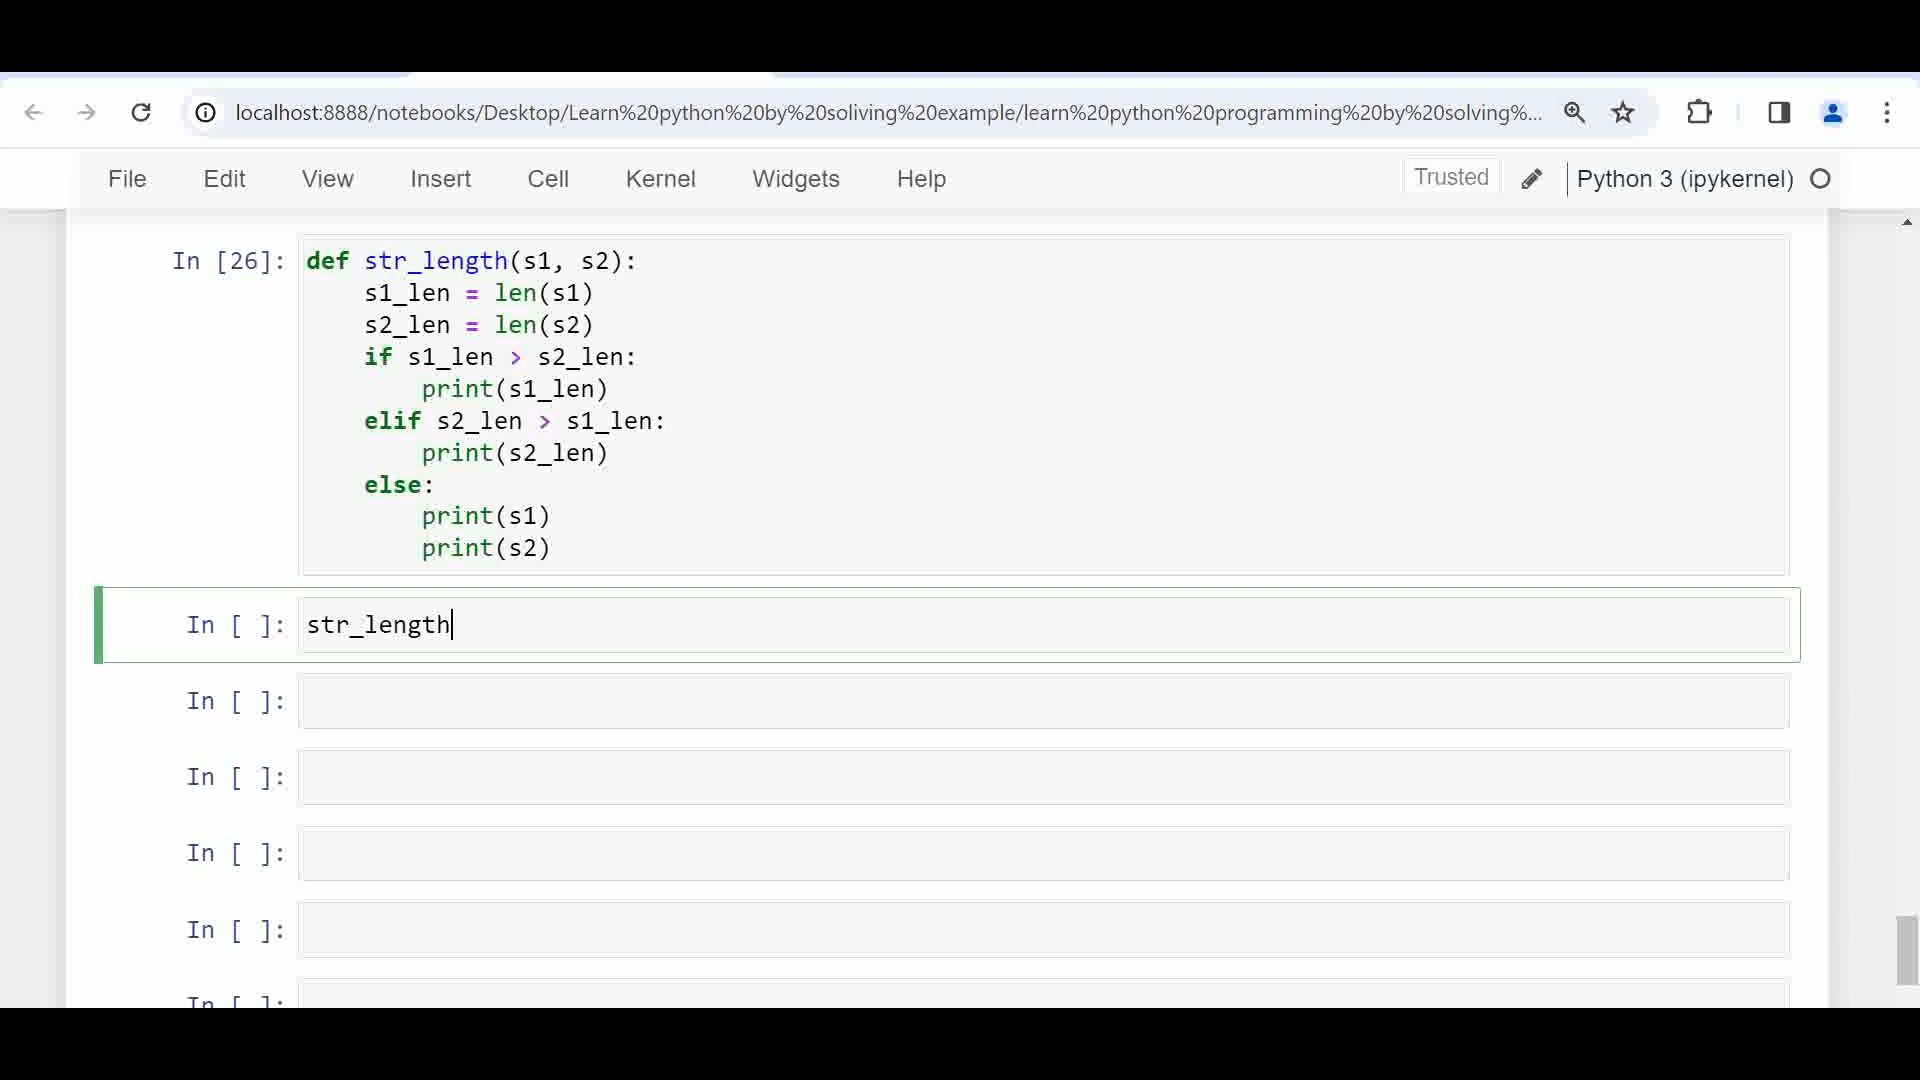 localhost:8888/notebooks/Desktop/Learn%20python%20by%20soliving%20example/learn%20python%20programming%20by%20solving%...
File Edit View Insert Cell Kernel Widgets Help Trusted Python 3 (ipykernel)
In [26]: def str_length(s1, s2):
    s1_len = len(s1)
    s2_len = len(s2)
    if s1_len > s2_len:
        print(s1_len)
    elif s2_len > s1_len:
        print(s2_len)
    else:
        print(s1)
        print(s2)
In [ ]: str_length
In [ ]:
In [ ]:
In [ ]:
In [ ]:
In [ ]: